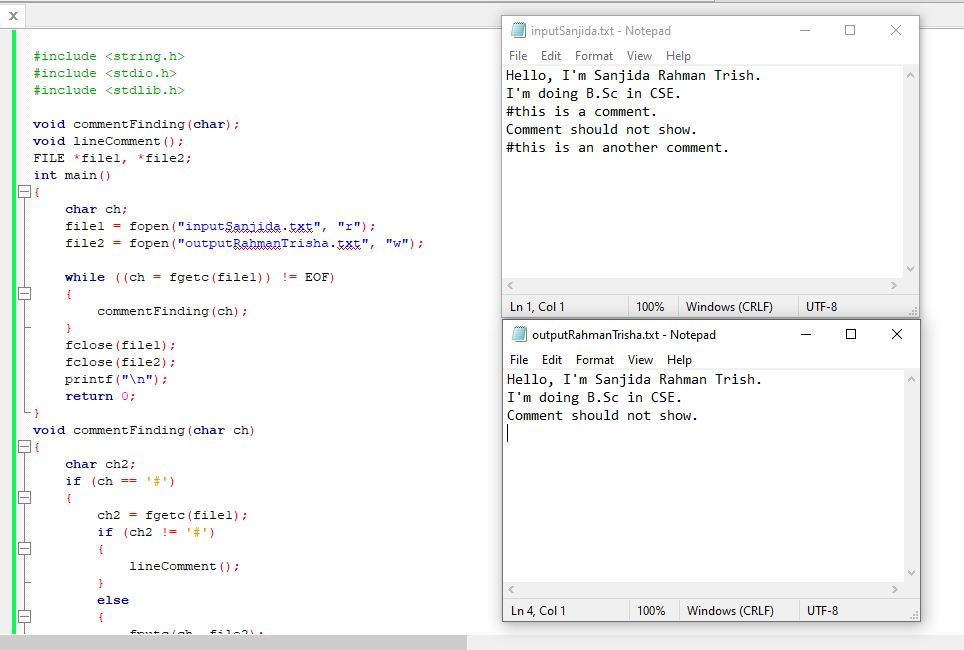 #include <string.h>
#include <stdio.h>
#include <stdlib.h>
void commentFinding(char);
void lineComment();
FILE *file1, *file2;
int main()
{
char ch;
file1 = fopen("inputSanjida.txt", "r");
file2 = fopen("outputRahmanTrisha.txt", "w");
while ((ch = fgetc(file1)) != EOF)
{
commentFinding(ch);
}
fclose(file1);
fclose(file2);
printf("\n");
return 0;
}
void commentFinding(char ch)
{
char ch2;
if (ch == '#')
{
ch2 = fgetc(file1);
if (ch2 != '#')
{
lineComment();
}
else
{
fputc(ch, file2);
inputSanjida.txt - Notepad
File Edit Format View Help
Hello, I'm Sanjida Rahman Trish.
I'm doing B.Sc in CSE.
#this is a comment.
Comment should not show.
#this is an another comment.
Ln 1, Col 1 100% Windows (CRLF) UTF-8
outputRahmanTrisha.txt - Notepad
File Edit Format View Help
Hello, I'm Sanjida Rahman Trish.
I'm doing B.Sc in CSE.
Comment should not show.
Ln 4, Col 1 100% Windows (CRLF) UTF-8